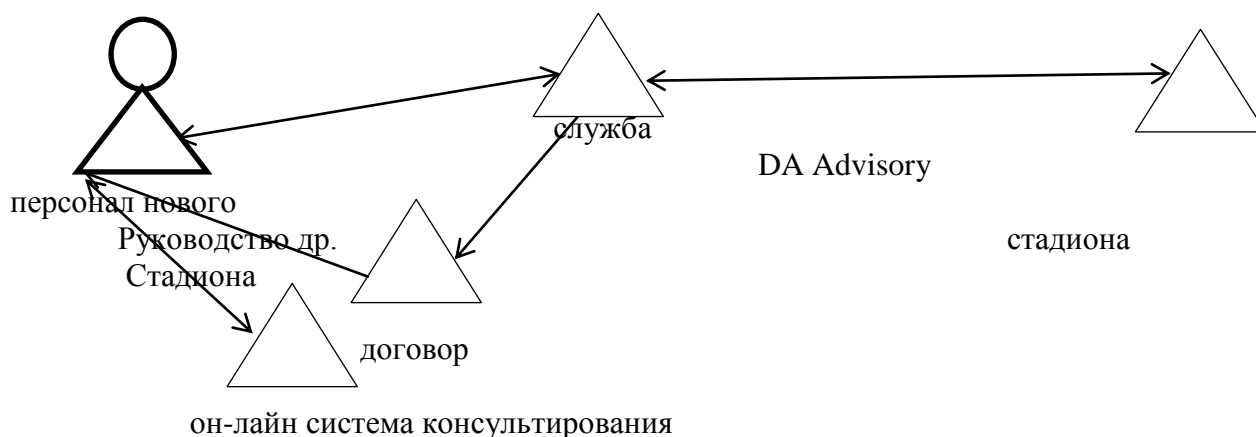 служба
DA Advisory
персонал нового
Руководство др.
стадиона
Стадиона
договор
он-лайн система консультирования